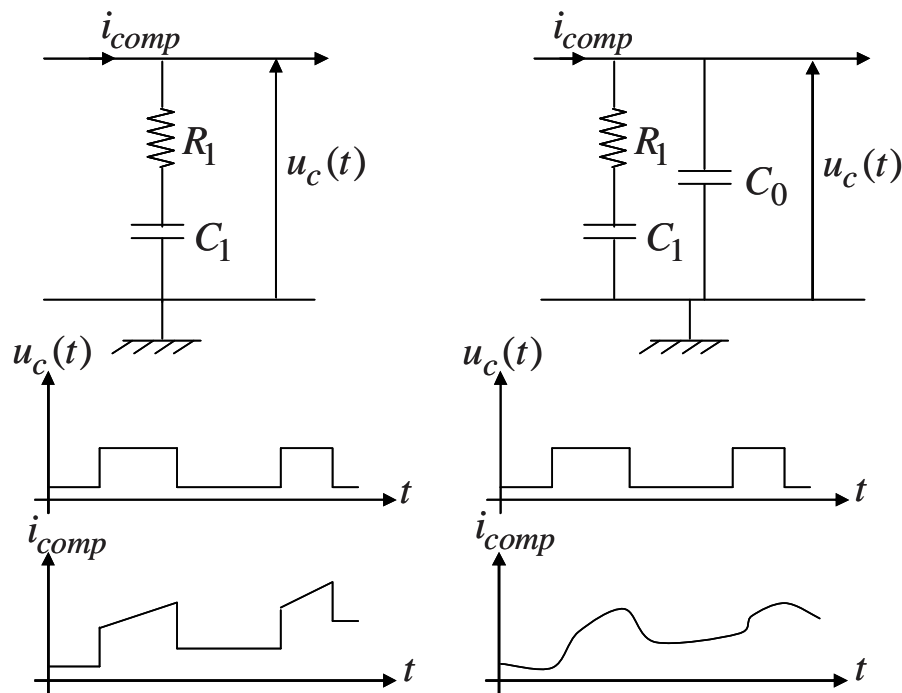 i_comp
R_1
u_c(t)
C_1
i_comp
R_1
C_0
u_c(t)
C_1
u_c(t)
t
i_comp
t
u_c(t)
t
i_comp
t